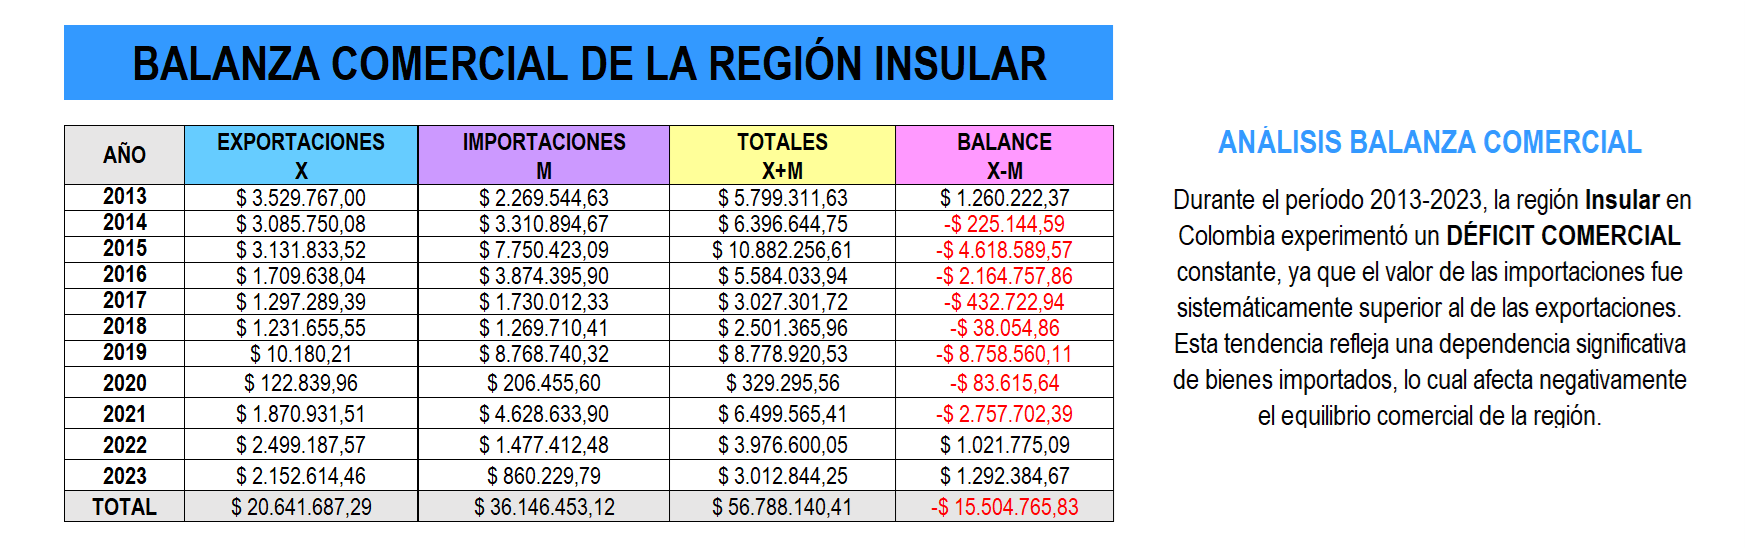 BALANZA COMERCIAL DE LA REGIÓN INSULAR
AÑO EXPORTACIONES X IMPORTACIONES M TOTALES X+M BALANCE X-M
2013 $ 3.529.767,00 $ 2.269.544,63 $ 5.799.311,63 $ 1.260.222,37
2014 $ 3.085.750,08 $ 3.310.894,67 $ 6.396.644,75 -$ 225.144,59
2015 $ 3.131.833,52 $ 7.750.423,09 $ 10.882.256,61 -$ 4.618.589,57
2016 $ 1.709.638,04 $ 3.874.395,90 $ 5.584.033,94 -$ 2.164.757,86
2017 $ 1.297.289,39 $ 1.730.012,33 $ 3.027.301,72 -$ 432.722,94
2018 $ 1.231.655,55 $ 1.269.710,41 $ 2.501.365,96 -$ 38.054,86
2019 $ 10.180,21 $ 8.768.740,32 $ 8.778.920,53 -$ 8.758.560,11
2020 $ 122.839,96 $ 206.455,60 $ 329.295,56 -$ 83.615,64
2021 $ 1.870.931,51 $ 4.628.633,90 $ 6.499.565,41 -$ 2.757.702,39
2022 $ 2.499.187,57 $ 1.477.412,48 $ 3.976.600,05 $ 1.021.775,09
2023 $ 2.152.614,46 $ 860.229,79 $ 3.012.844,25 $ 1.292.384,67
TOTAL $ 20.641.687,29 $ 36.146.453,12 $ 56.788.140,41 -$ 15.504.765,83
ANÁLISIS BALANZA COMERCIAL
Durante el período 2013-2023, la región Insular en
Colombia experimentó un DÉFICIT COMERCIAL
constante, ya que el valor de las importaciones fue
sistemáticamente superior al de las exportaciones.
Esta tendencia refleja una dependencia significativa
de bienes importados, lo cual afecta negativamente
el equilibrio comercial de la región.